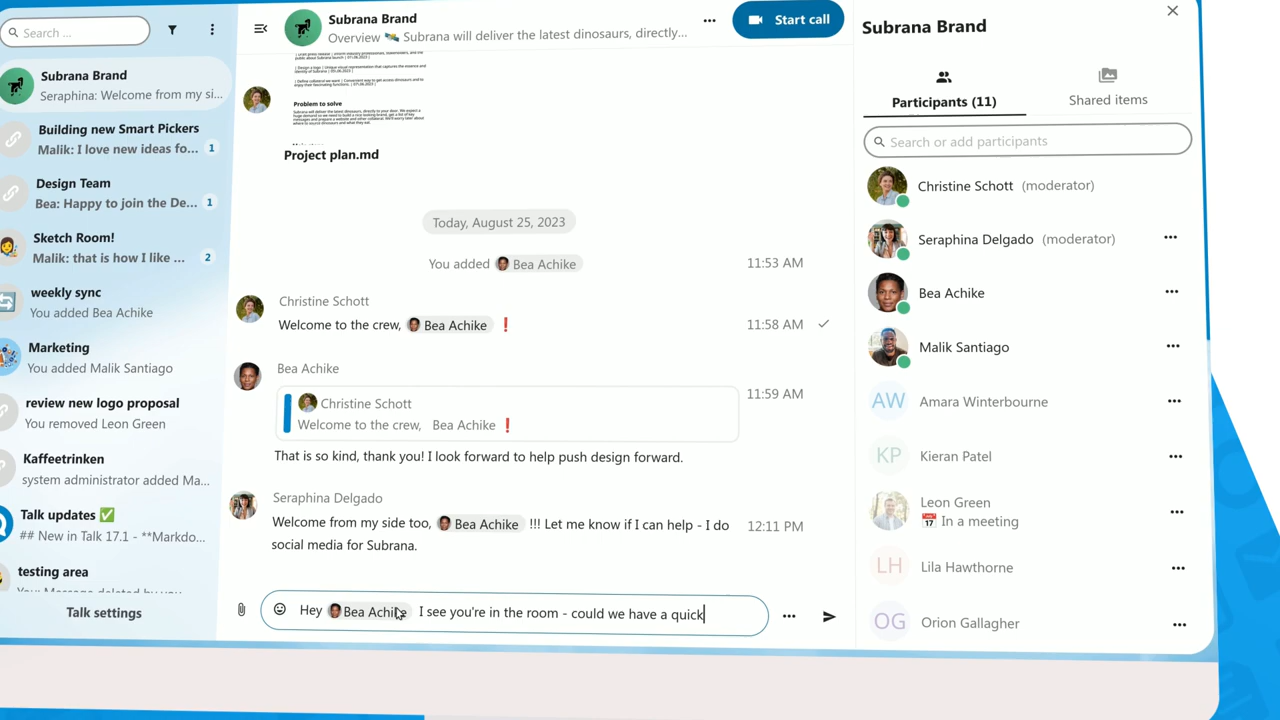 Search ...
Subrana Brand
Seraphina: Welcome from my si...
Building new Smart Pickers
Malik: I love new ideas fo...
1
Design Team
Bea: Happy to join the De...
1
Sketch Room!
Malik: that is how I like ...
2
weekly sync
You added Bea Achike
Marketing
You added Malik Santiago
review new logo proposal
You removed Leon Green
Kaffeetrinken
system administrator added Ma...
Talk updates ✅
## New in Talk 17.1 - **Markdo...
testing area
Talk settings
Subrana Brand
Overview 🛰️ Subrana will deliver the latest dinosaurs, directly...
Start call
Problem to solve
Project plan.md
Today, August 25, 2023
You added Bea Achike
11:53 AM
Christine Schott
Welcome to the crew, Bea Achike ❗
11:58 AM
Bea Achike
11:59 AM
Christine Schott
Welcome to the crew, Bea Achike ❗
That is so kind, thank you! I look forward to help push design forward.
Seraphina Delgado
Welcome from my side too, Bea Achike !!! Let me know if I can help - I do
social media for Subrana.
12:11 PM
Hey Bea Achike I see you're in the room - could we have a quick
Subrana Brand
Participants (11)
Shared items
Search or add participants
Christine Schott (moderator)
Seraphina Delgado (moderator)
Bea Achike
Malik Santiago
AW
Amara Winterbourne
KP
Kieran Patel
Leon Green
📅 In a meeting
LH
Lila Hawthorne
OG
Orion Gallagher